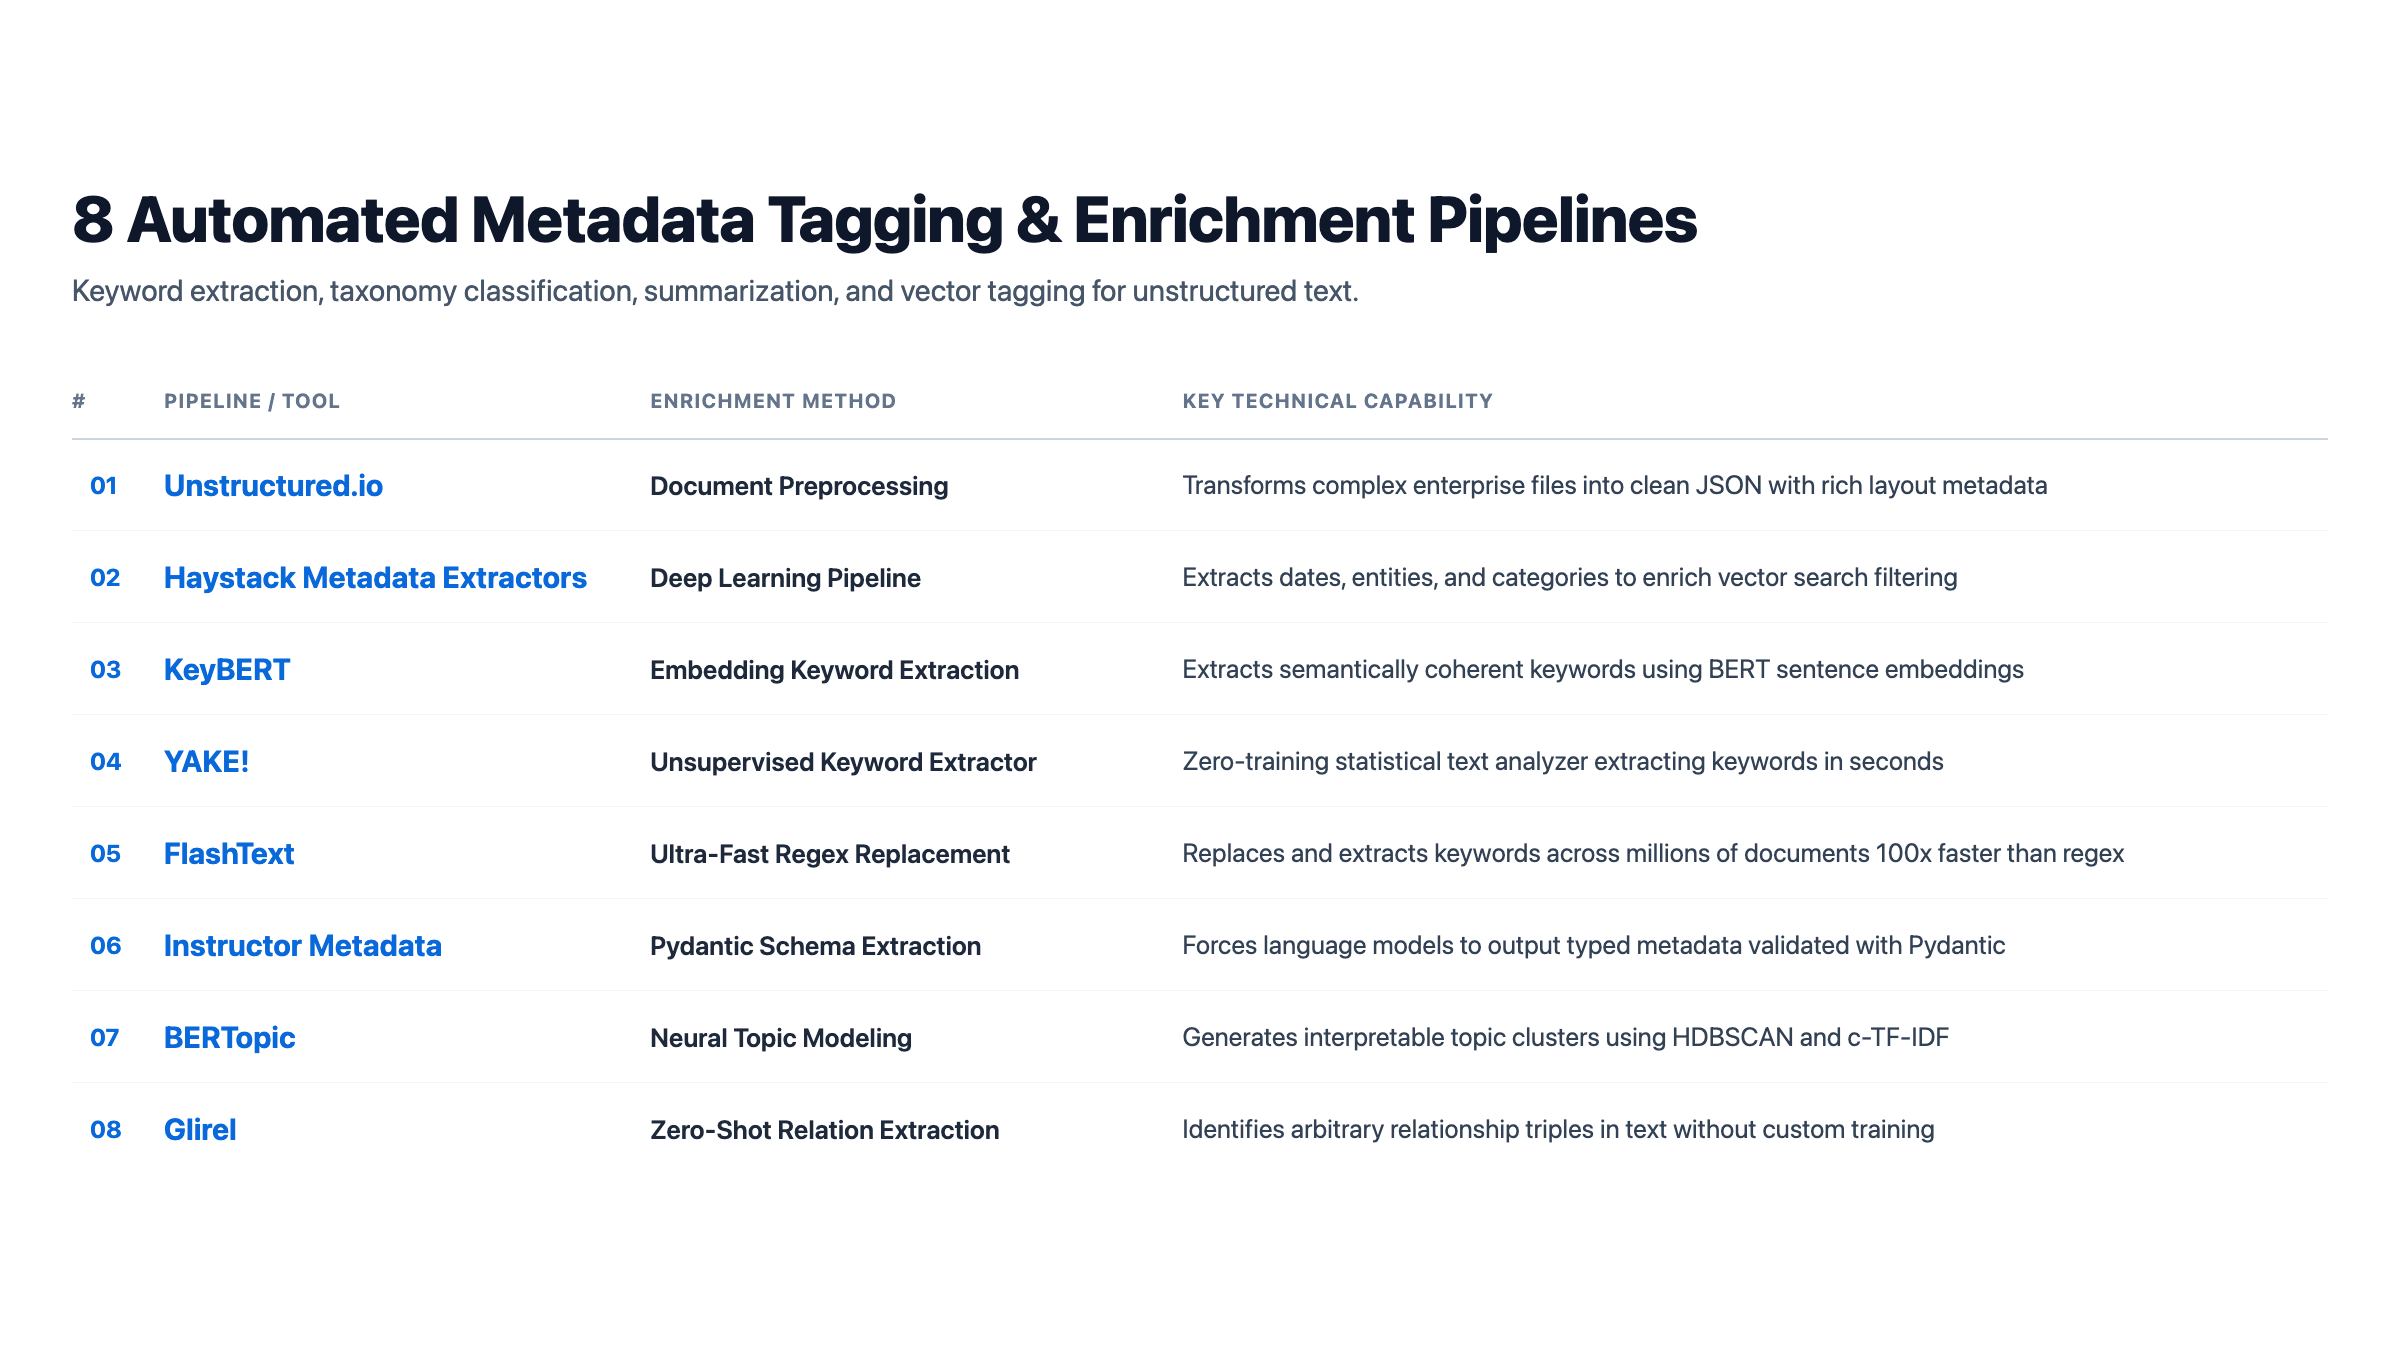 8 Automated Metadata Tagging & Enrichment Pipelines
Keyword extraction, taxonomy classification, summarization, and vector tagging for unstructured text.
# PIPELINE / TOOL ENRICHMENT METHOD KEY TECHNICAL CAPABILITY
01 Unstructured.io Document Preprocessing Transforms complex enterprise files into clean JSON with rich layout metadata
02 Haystack Metadata Extractors Deep Learning Pipeline Extracts dates, entities, and categories to enrich vector search filtering
03 KeyBERT Embedding Keyword Extraction Extracts semantically coherent keywords using BERT sentence embeddings
04 YAKE! Unsupervised Keyword Extractor Zero-training statistical text analyzer extracting keywords in seconds
05 FlashText Ultra-Fast Regex Replacement Replaces and extracts keywords across millions of documents 100x faster than regex
06 Instructor Metadata Pydantic Schema Extraction Forces language models to output typed metadata validated with Pydantic
07 BERTopic Neural Topic Modeling Generates interpretable topic clusters using HDBSCAN and c-TF-IDF
08 Glirel Zero-Shot Relation Extraction Identifies arbitrary relationship triples in text without custom training